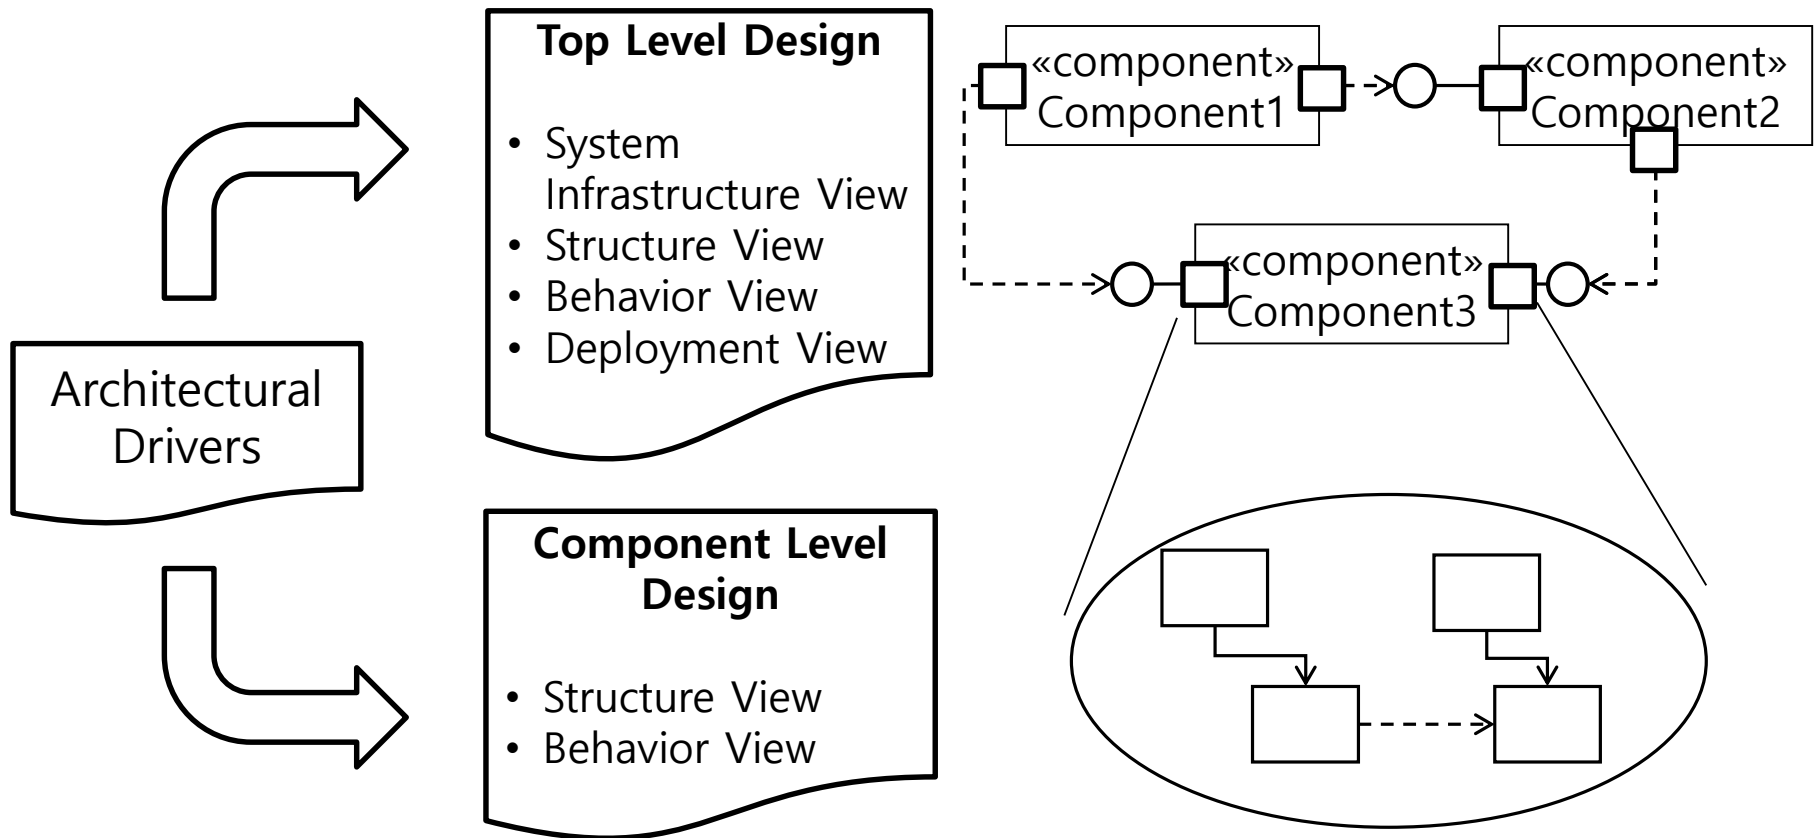 Architectural
Drivers
Top Level Design
• System
Infrastructure View
• Structure View
• Behavior View
• Deployment View
Component Level
Design
• Structure View
• Behavior View
«component»
Component1
«component»
Component2
«component»
Component3